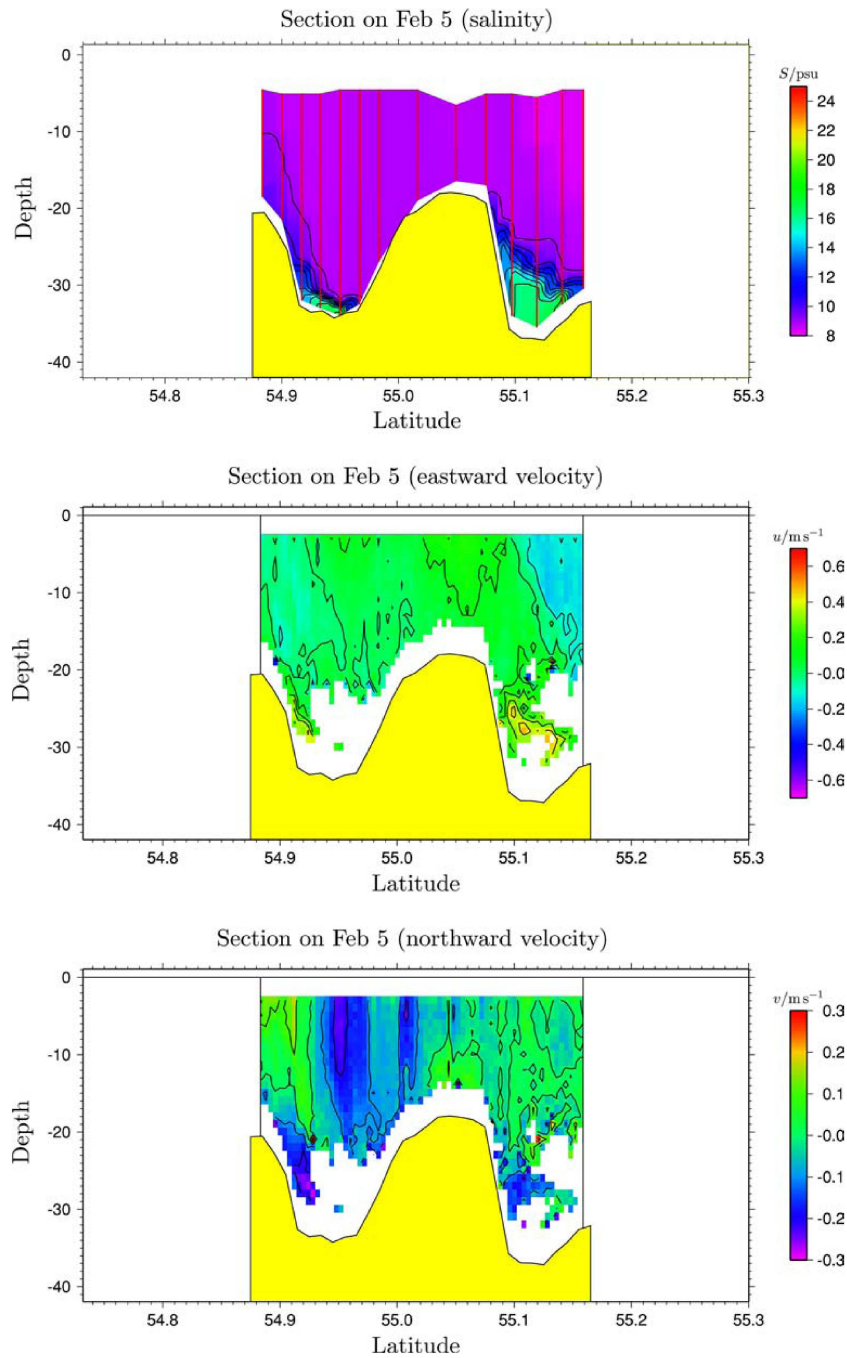 Section on Feb 5 (salinity)
S/psu
0
-10
-20
-30
-40
Depth
54.8 54.9 55.0 55.1 55.2 55.3
Latitude
24
22
20
18
16
14
12
10
8
Section on Feb 5 (eastward velocity)
u/m s⁻¹
0
-10
-20
-30
-40
Depth
54.8 54.9 55.0 55.1 55.2 55.3
Latitude
0.6
0.4
0.2
-0.0
-0.2
-0.4
-0.6
Section on Feb 5 (northward velocity)
v/m s⁻¹
0
-10
-20
-30
-40
Depth
54.8 54.9 55.0 55.1 55.2 55.3
Latitude
0.3
0.2
0.1
-0.0
-0.1
-0.2
-0.3